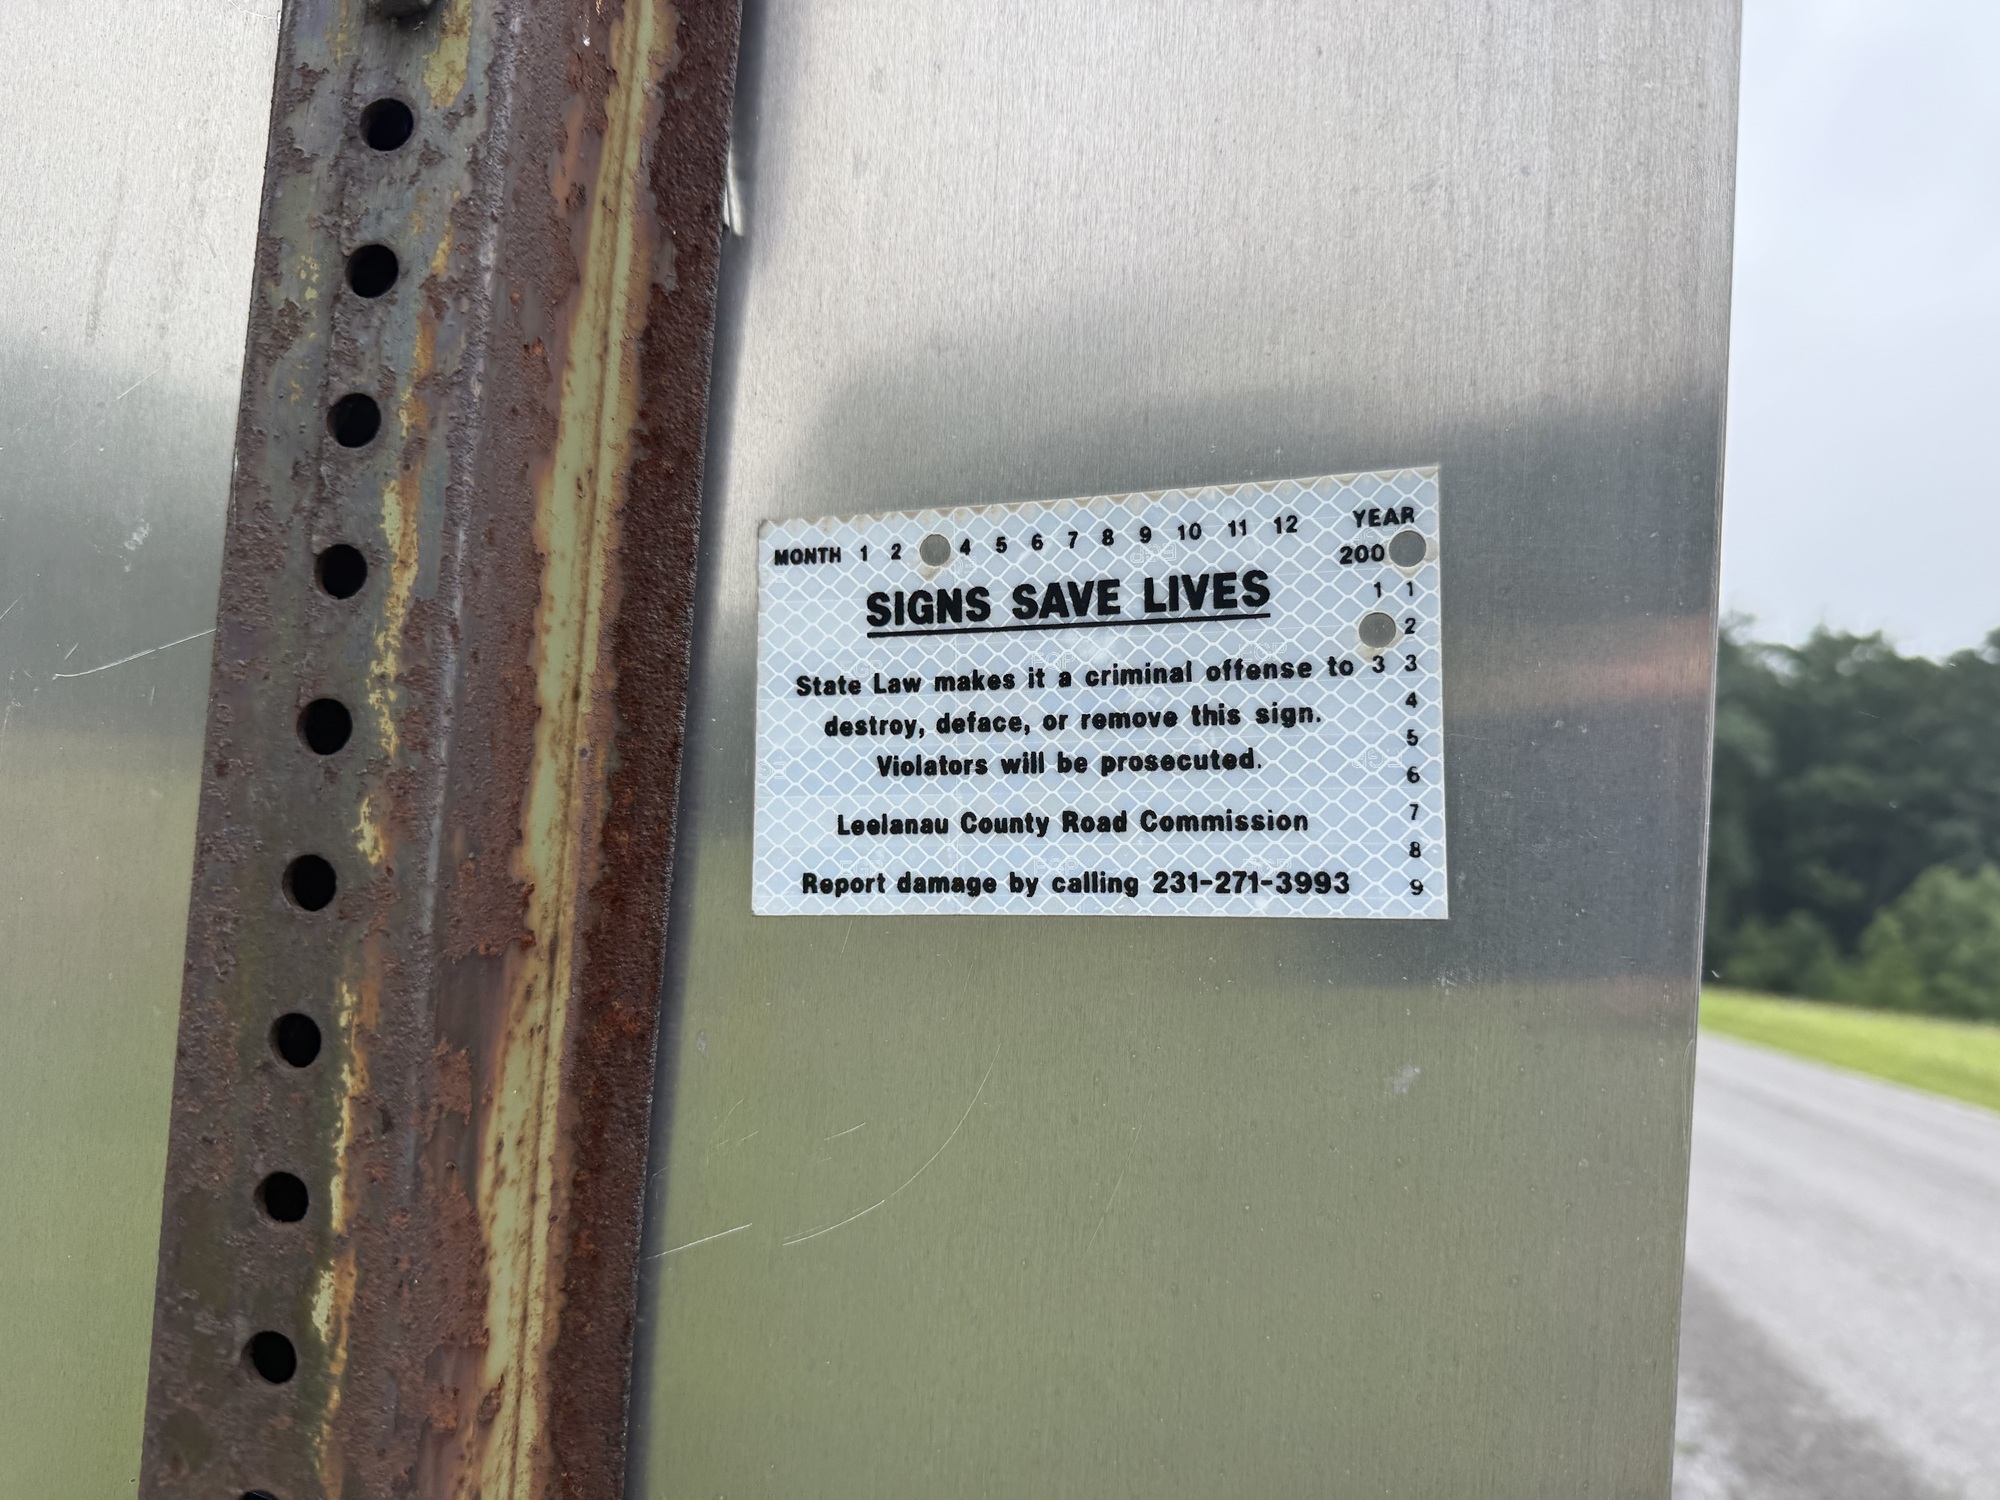 MONTH 1 2 4 5 6 7 8 9 10 11 12 YEAR
200
1 1
2
SIGNS SAVE LIVES
State Law makes it a criminal offense to 3 3
destroy, deface, or remove this sign. 4
5
Violators will be prosecuted. 6
Leelanau County Road Commission 7
8
Report damage by calling 231-271-3993 9